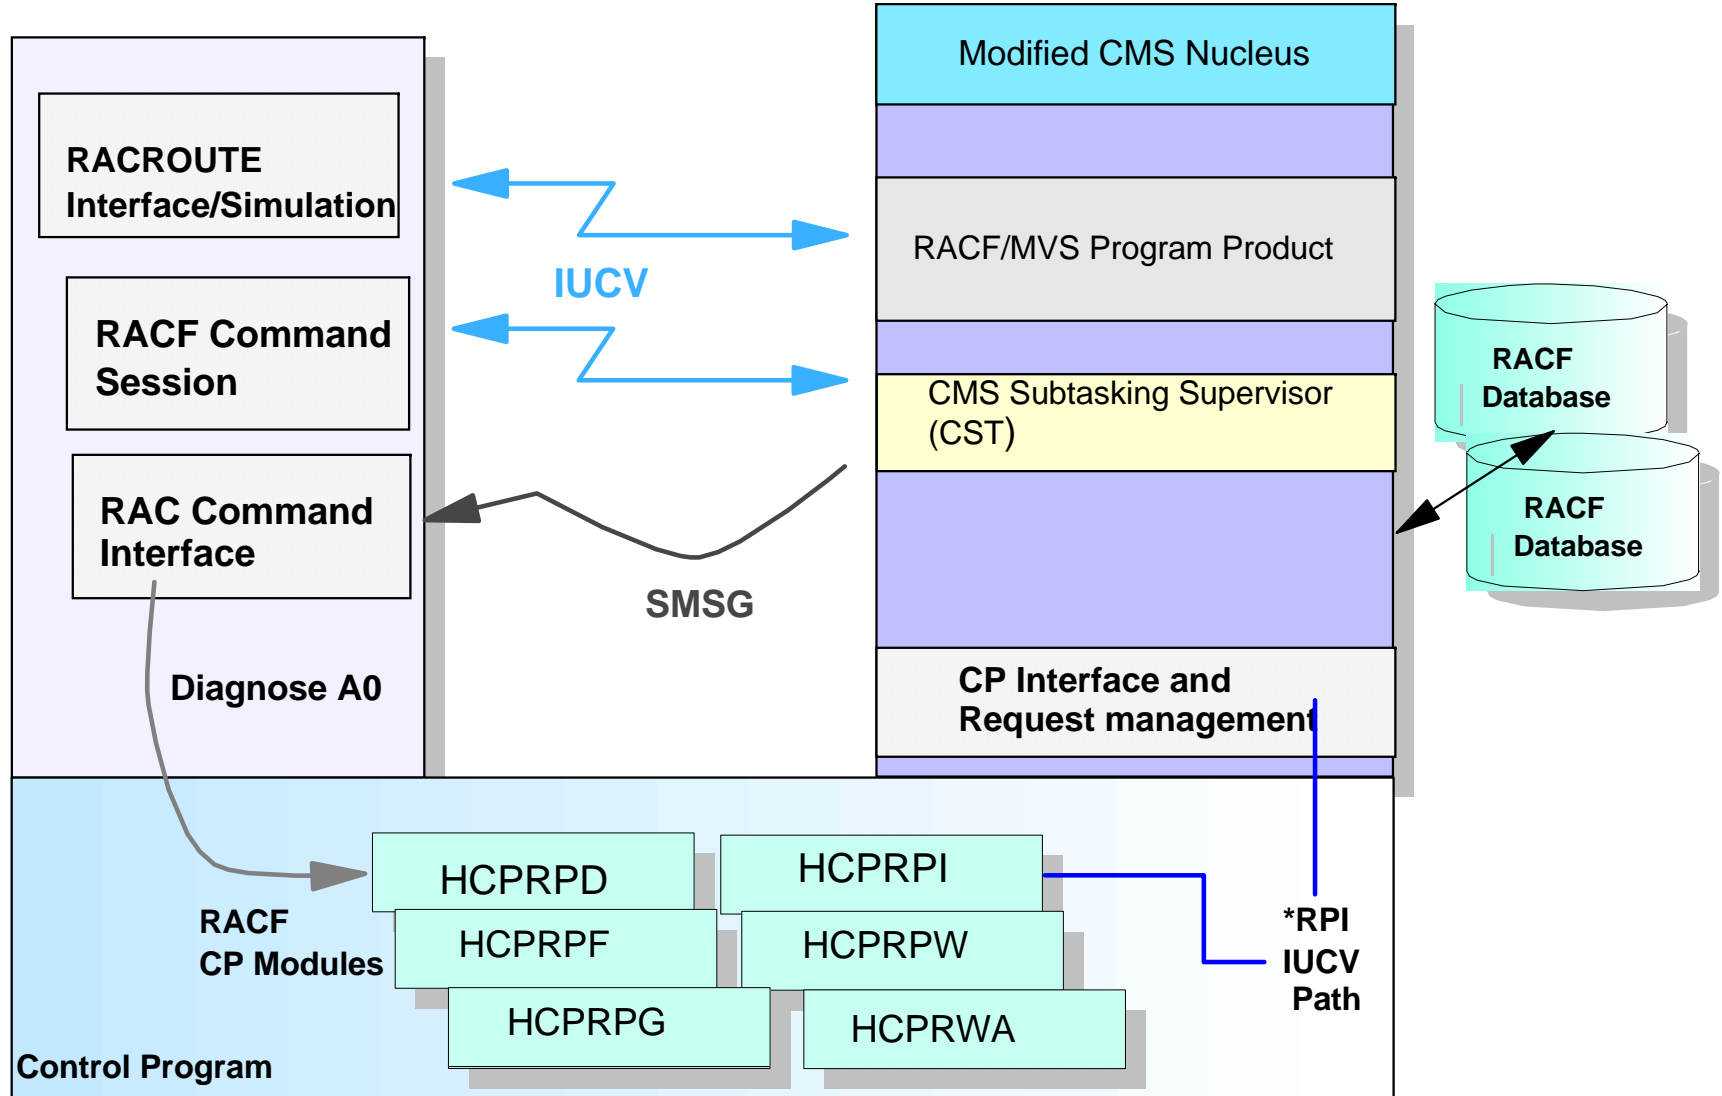 Modified CMS Nucleus
RACROUTE
Interface/Simulation
RACF/MVS Program Product
IUCV
RACF Command
Session
CMS Subtasking Supervisor
(CST)
RACF
Database
RAC Command
Interface
RACF
Database
SMSG
Diagnose A0
CP Interface and
Request management
HCPRPD
HCPRPI
RACF
CP Modules
HCPRPF
HCPRPW
*RPI
IUCV
Path
HCPRPG
HCPRWA
Control Program